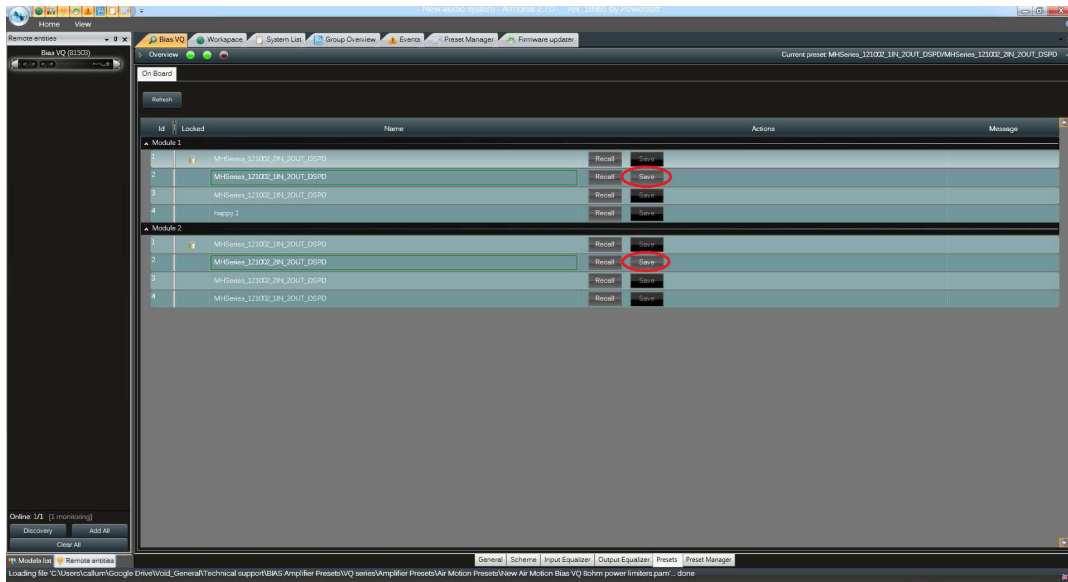 New audio system - Armonia 2.7.0 rev. 10966 by Powersoft
Home View
Remote entities
Bias VQ (81503)
Bias VQ Workspace System List Group Overview Events Preset Manager Firmware updater
Overview
Current preset: MHSeries_121002_1IN_2OUT_DSPD/MHSeries_121002_2IN_2OUT_DSPD
On Board
Refresh
Id Locked Name Actions Message
Module 1
1 MHSeries_121002_2IN_2OUT_DSPD Recall Save
2 MHSeries_121002_1IN_2OUT_DSPD Recall Save
3 MHSeries_121002_1IN_2OUT_DSPD Recall Save
4 happy 1 Recall Save
Module 2
1 MHSeries_121002_1IN_2OUT_DSPD Recall Save
2 MHSeries_121002_2IN_2OUT_DSPD Recall Save
3 MHSeries_121002_2IN_2OUT_DSPD Recall Save
4 MHSeries_121002_1IN_2OUT_DSPD Recall Save
Online: 1/1 [1 monitoring]
Discovery Add All
Clear All
Models list Remote entities
General Scheme Input Equalizer Output Equalizer Presets Preset Manager
Loading file 'C:\Users\callum\Google Drive\Void_General\Technical support\BIAS Amplifier Presets\VQ series\Amplifier Presets\Air Motion Presets\New Air Motion Bias VQ 8ohm power limiters.pam'... done